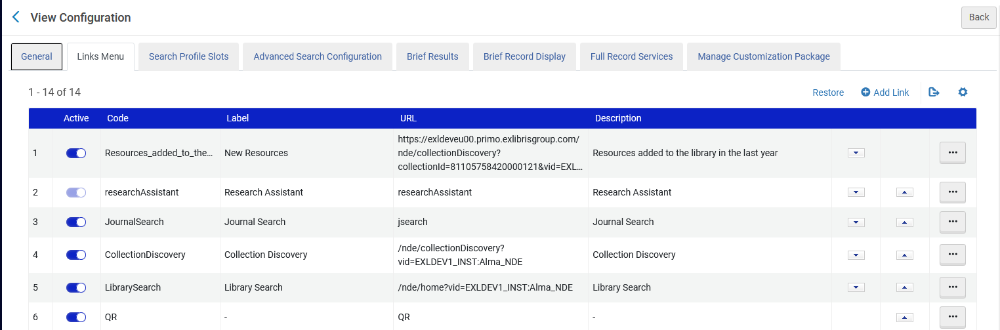 View Configuration
Back
General
Links Menu
Search Profile Slots
Advanced Search Configuration
Brief Results
Brief Record Display
Full Record Services
Manage Customization Package
1 - 14 of 14
Restore
Add Link
Active Code Label URL Description
1 Resources_added_to_the... New Resources https://exldeveu00.primo.exlibrisgroup.com/
nde/collectionDiscovery?
collectionId=81105758420000121&vid=EXL... Resources added to the library in the last year
2 researchAssistant Research Assistant researchAssistant Research Assistant
3 JournalSearch Journal Search jsearch Journal Search
4 CollectionDiscovery Collection Discovery /nde/collectionDiscovery?
vid=EXLDEV1_INST:Alma_NDE Collection Discovery
5 LibrarySearch Library Search /nde/home?vid=EXLDEV1_INST:Alma_NDE Library Search
6 QR - QR -